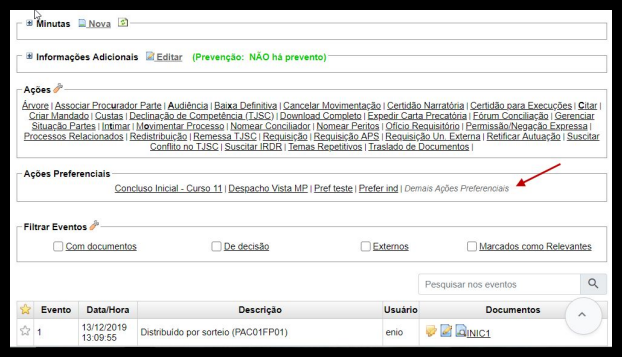 Minutas Nova
Informações Adicionais Editar (Prevenção: NÃO há prevento)
Ações
Árvore | Associar Procurador Parte | Audiência | Baixa Definitiva | Cancelar Movimentação | Certidão Narratória | Certidão para Execuções | Citar |
Criar Mandado | Custas | Declinação de Competência (TJSC) | Download Completo | Expedir Carta Precatória | Fórum Conciliação | Gerenciar
Situação Partes | Intimar | Movimentar Processo | Nomear Conciliador | Nomear Peritos | Ofício Requisitório | Permissão/Negação Expressa |
Processos Relacionados | Redistribuição | Remessa TJSC | Requisição | Requisição APS | Requisição Un. Externa | Retificar Autuação | Suscitar
Conflito no TJSC | Suscitar IRDR | Temas Repetitivos | Traslado de Documentos |
Ações Preferenciais
Concluso Inicial - Curso 11 | Despacho Vista MP | Pref teste | Prefer ind | Demais Ações Preferenciais
Filtrar Eventos
Com documentos De decisão Externos Marcados como Relevantes
Pesquisar nos eventos
Evento Data/Hora Descrição Usuário Documentos
1 13/12/2019 13:09:55 Distribuído por sorteio (PAC01FP01) enio INIC1